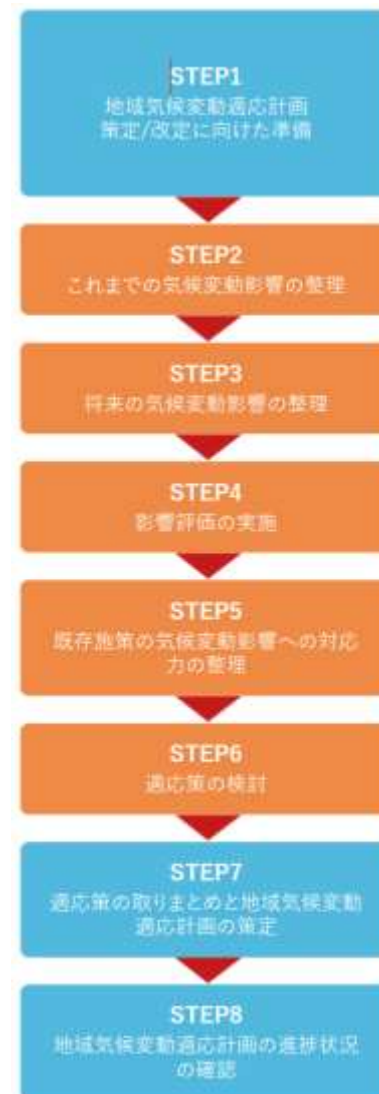 STEP1
地域気候変動適応計画
策定/改定に向けた準備
STEP2
これまでの気候変動影響の整理
STEP3
将来の気候変動影響の整理
STEP4
影響評価の実施
STEP5
既存施策の気候変動影響への対応
力の整理
STEP6
適応策の検討
STEP7
適応策の取りまとめと地域気候変動
適応計画の策定
STEP8
地域気候変動適応計画の進捗状況
の確認